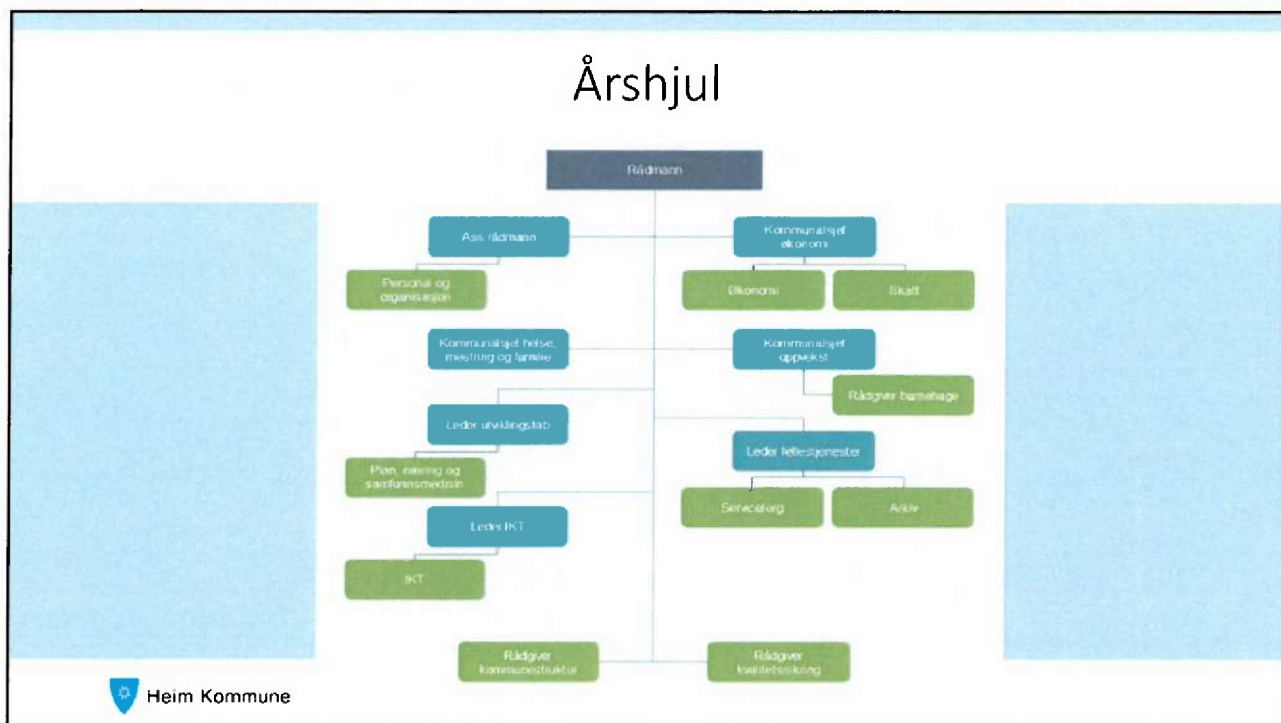 Årshjul
Rådmann
Ass rådmann
Kommunalsjef
økonomi
Personal og
organisasjon
Økonomi
Skatt
Kommunalsjef helse,
mestring og familie
Kommunalsjef
oppvekst
Rådgiver barnehage
Leder utviklingstab
Leder fellestjenester
Plan, næring og
samfunnsmedisin
Servicetorg
Arkiv
Leder IKT
IKT
Rådgiver
kommunestruktur
Rådgiver
kvalitetssikring
Heim Kommune